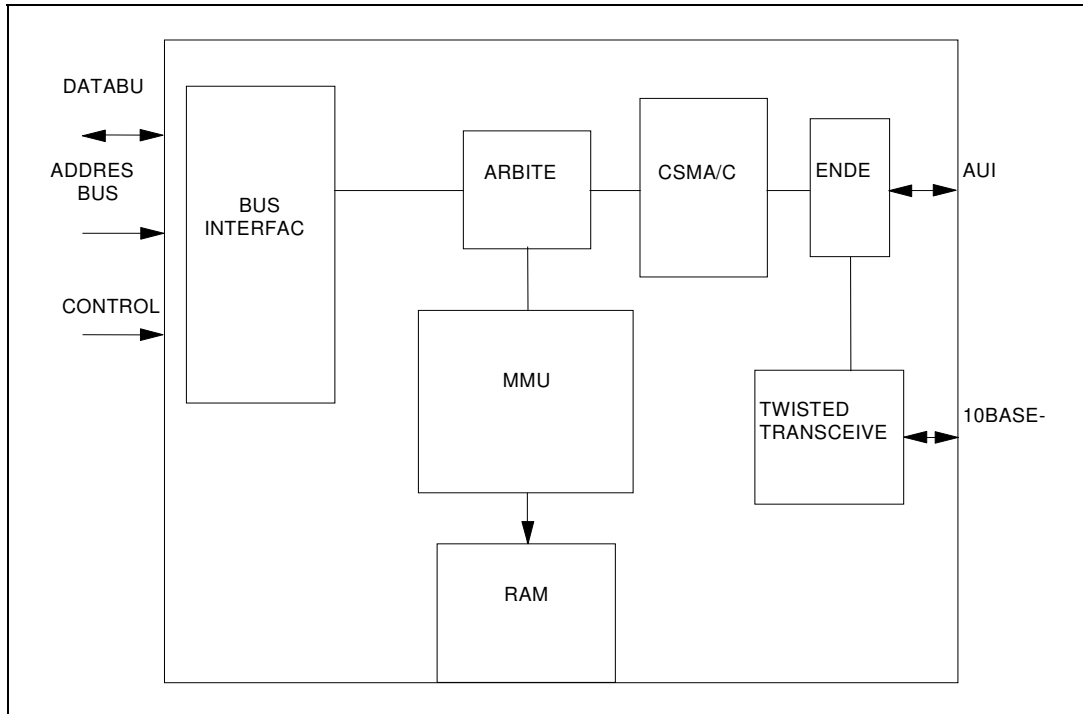 DATABU
ADDRES
BUS
CONTROL
BUS
INTERFAC
ARBITE
CSMA/C
ENDE
AUI
MMU
TWISTED
TRANSCEIVE
10BASE-
RAM